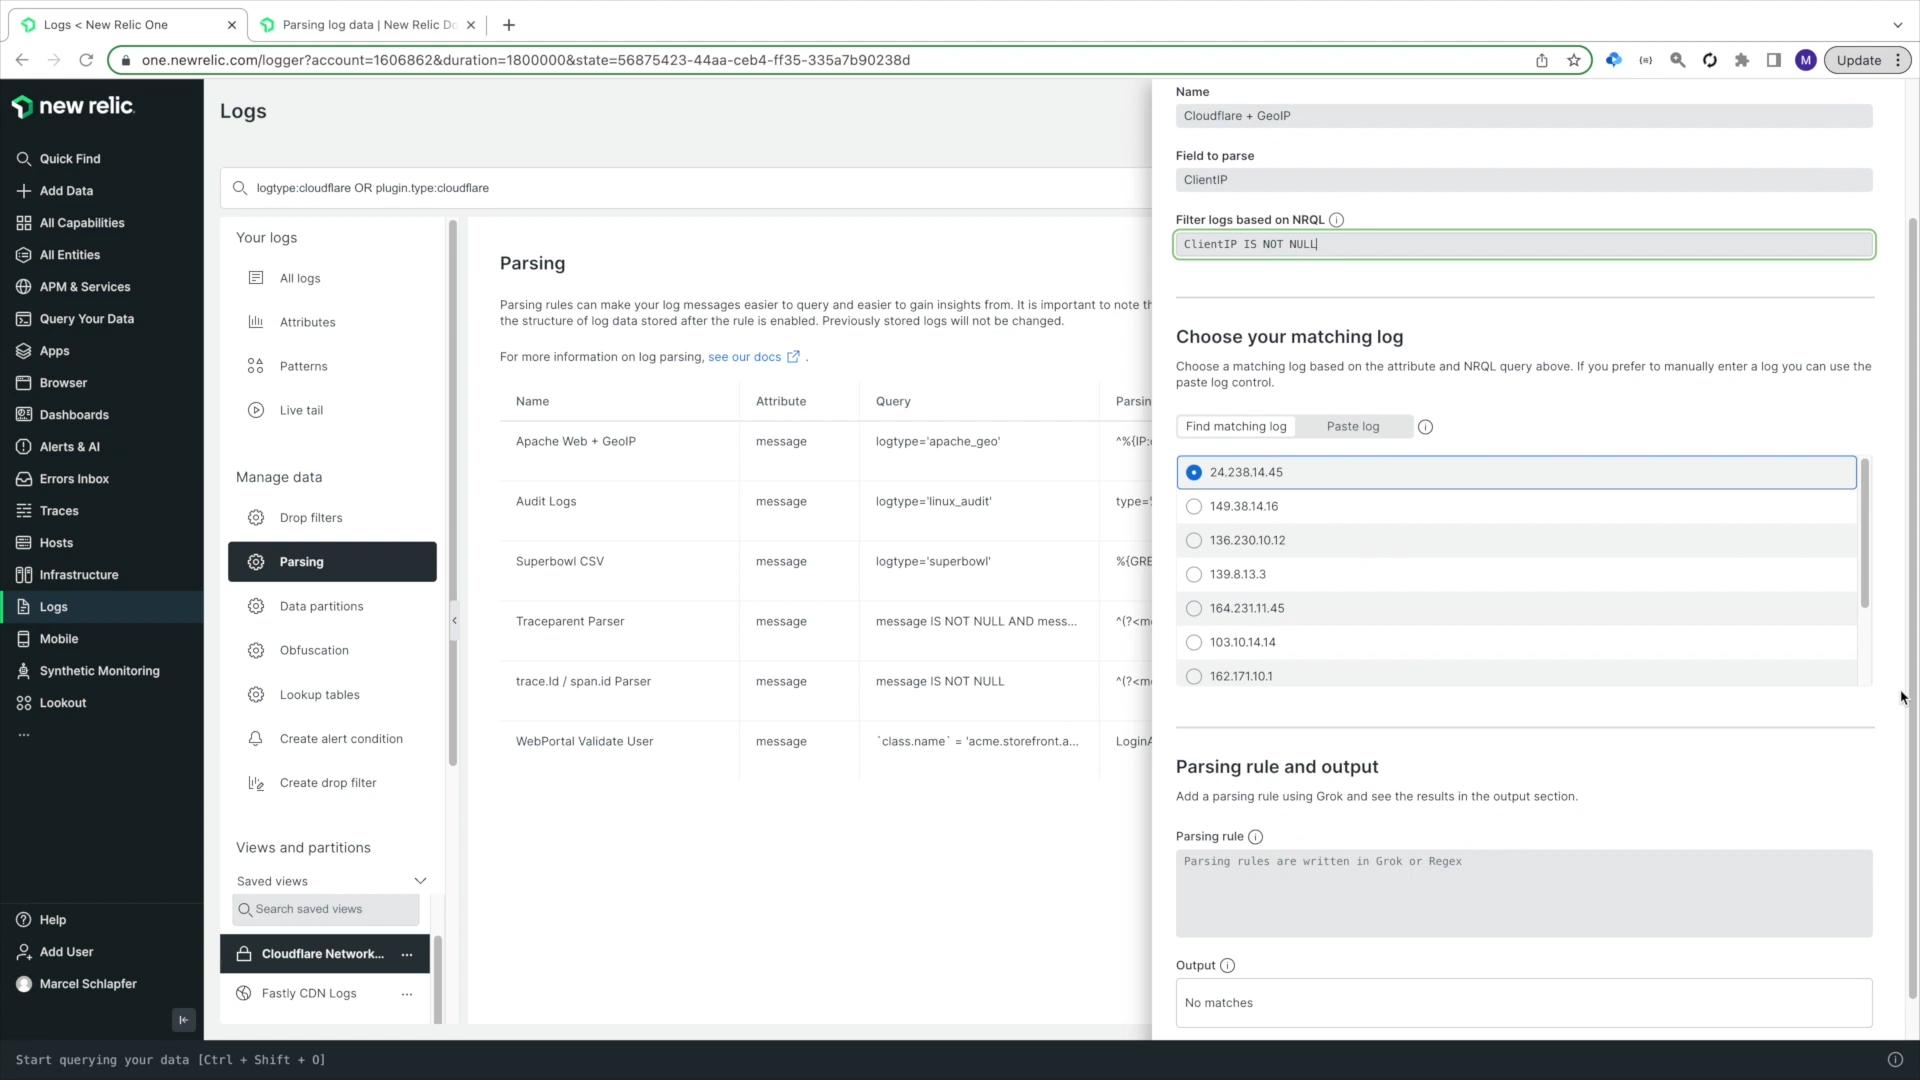 Logs < New Relic One
Parsing log data | New Relic Do
one.newrelic.com/logger?account=1606862&duration=1800000&state=56875423-44aa-ceb4-ff35-335a7b90238d
M
Update
new relic
Quick Find
Add Data
All Capabilities
All Entities
APM & Services
Query Your Data
Apps
Browser
Dashboards
Alerts & AI
Errors Inbox
Traces
Hosts
Infrastructure
Logs
Mobile
Synthetic Monitoring
Lookout
...
Help
Add User
Marcel Schlapfer
Logs
logtype:cloudflare OR plugin.type:cloudflare
Your logs
All logs
Attributes
Patterns
Live tail
Manage data
Drop filters
Parsing
Data partitions
Obfuscation
Lookup tables
Create alert condition
Create drop filter
Views and partitions
Saved views
Search saved views
Cloudflare Network... ...
Fastly CDN Logs ...
Parsing
Parsing rules can make your log messages easier to query and easier to gain insights from. It is important to note th
the structure of log data stored after the rule is enabled. Previously stored logs will not be changed.
For more information on log parsing, see our docs .
Name Attribute Query Parsin
Apache Web + GeoIP message logtype='apache_geo' ^%{IP:c
Audit Logs message logtype='linux_audit' type=
Superbowl CSV message logtype='superbowl' %{GRE
Traceparent Parser message message IS NOT NULL AND mess... ^(?<me
trace.Id / span.id Parser message message IS NOT NULL ^(?<me
WebPortal Validate User message `class.name` = 'acme.storefront.a... LoginA
Name
Cloudflare + GeoIP
Field to parse
ClientIP
Filter logs based on NRQL
ClientIP IS NOT NULL
Choose your matching log
Choose a matching log based on the attribute and NRQL query above. If you prefer to manually enter a log you can use the
paste log control.
Find matching log Paste log
24.238.14.45
149.38.14.16
136.230.10.12
139.8.13.3
164.231.11.45
103.10.14.14
162.171.10.1
Parsing rule and output
Add a parsing rule using Grok and see the results in the output section.
Parsing rule
Parsing rules are written in Grok or Regex
Output
No matches
Start querying your data [Ctrl + Shift + O]